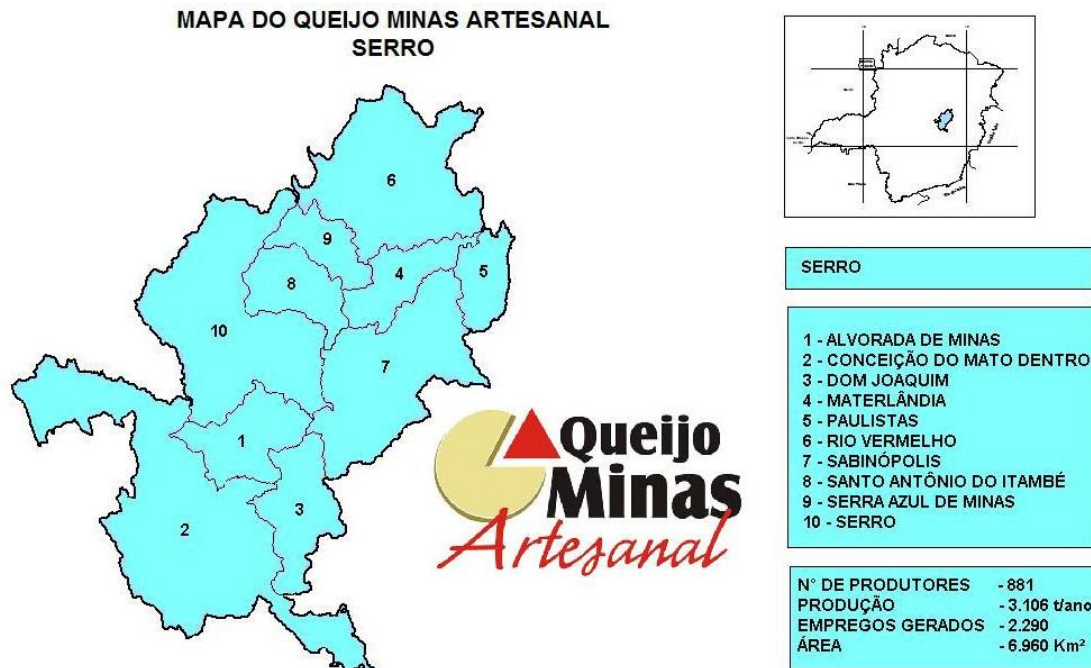 MAPA DO QUEIJO MINAS ARTESANAL
SERRO
6
9
4
5
8
10
7
1
3
2
Queijo
Minas
Artesanal
SERRO
1 - ALVORADA DE MINAS
2 - CONCEIÇÃO DO MATO DENTRO
3 - DOM JOAQUIM
4 - MATERLÂNDIA
5 - PAULISTAS
6 - RIO VERMELHO
7 - SABINÓPOLIS
8 - SANTO ANTÔNIO DO ITAMBÉ
9 - SERRA AZUL DE MINAS
10 - SERRO
N° DE PRODUTORES - 881
PRODUÇÃO - 3.106 t/ano
EMPREGOS GERADOS - 2.290
ÁREA - 6.960 Km²